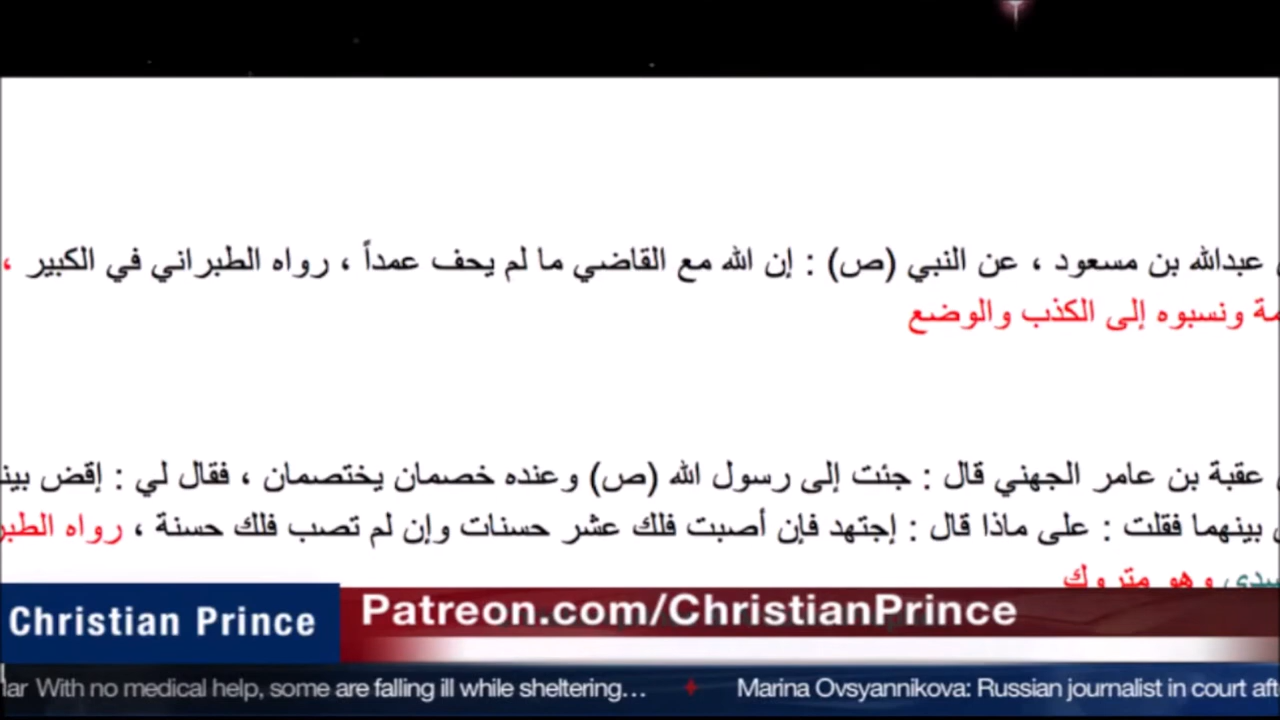 عبدالله بن مسعود ، عن النبي (ص) : إن الله مع القاضي ما لم يحف عمداً ، رواه الطبراني في الكبير ،
ونسبوه إلى الكذب والوضع
عقبة بن عامر الجهني قال : جئت إلى رسول الله (ص) وعنده خصمان يختصمان ، فقال لي : إقض
بينهما فقلت : على ماذا قال : إجتهد فإن أصبت فلك عشر حسنات وإن لم تصب فلك حسنة ، رواه
وهو متروك
Christian Prince
Patreon.com/ChristianPrince
With no medical help, some are falling ill while sheltering…
Marina Ovsyannikova: Russian journalist in court